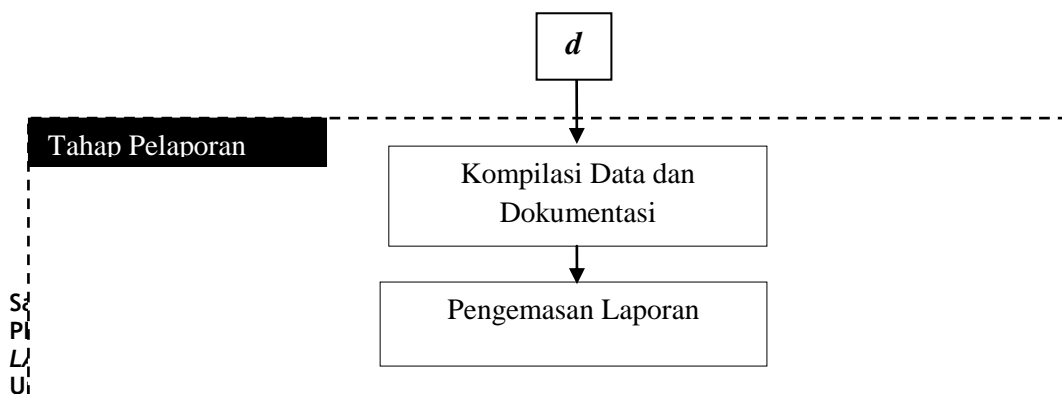 d
Tahap Pelaporan
Kompilasi Data dan
Dokumentasi
Pengemasan Laporan